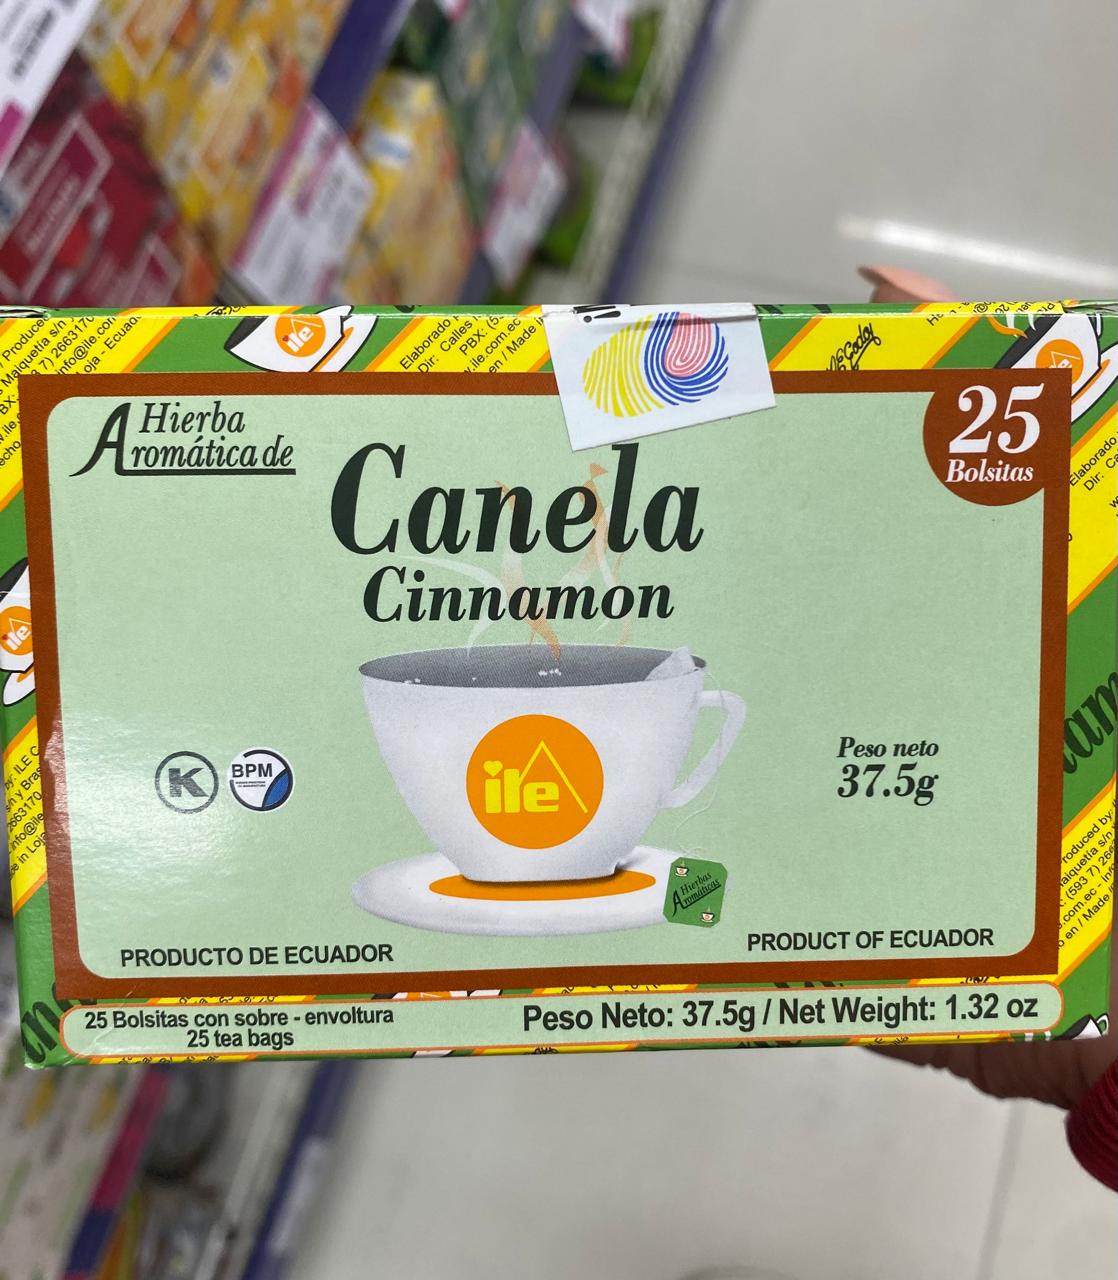 Hierba
Aromática de
Canela
Cinnamon
25
Bolsitas
K
BPM
ile
Peso neto
37.5g
Hierbas
Aromáticas
PRODUCTO DE ECUADOR
PRODUCT OF ECUADOR
25 Bolsitas con sobre - envoltura
25 tea bags
Peso Neto: 37.5g / Net Weight: 1.32 oz